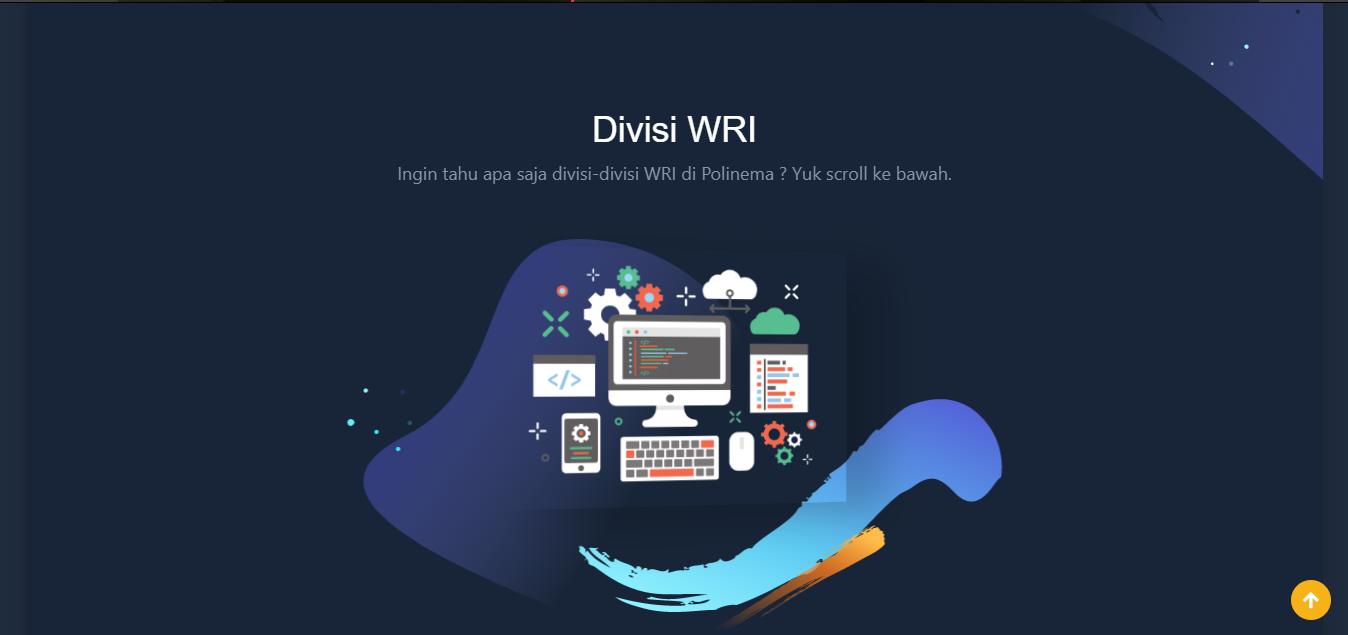 Divisi WRI
Ingin tahu apa saja divisi-divisi WRI di Polinema ? Yuk scroll ke bawah.
</>